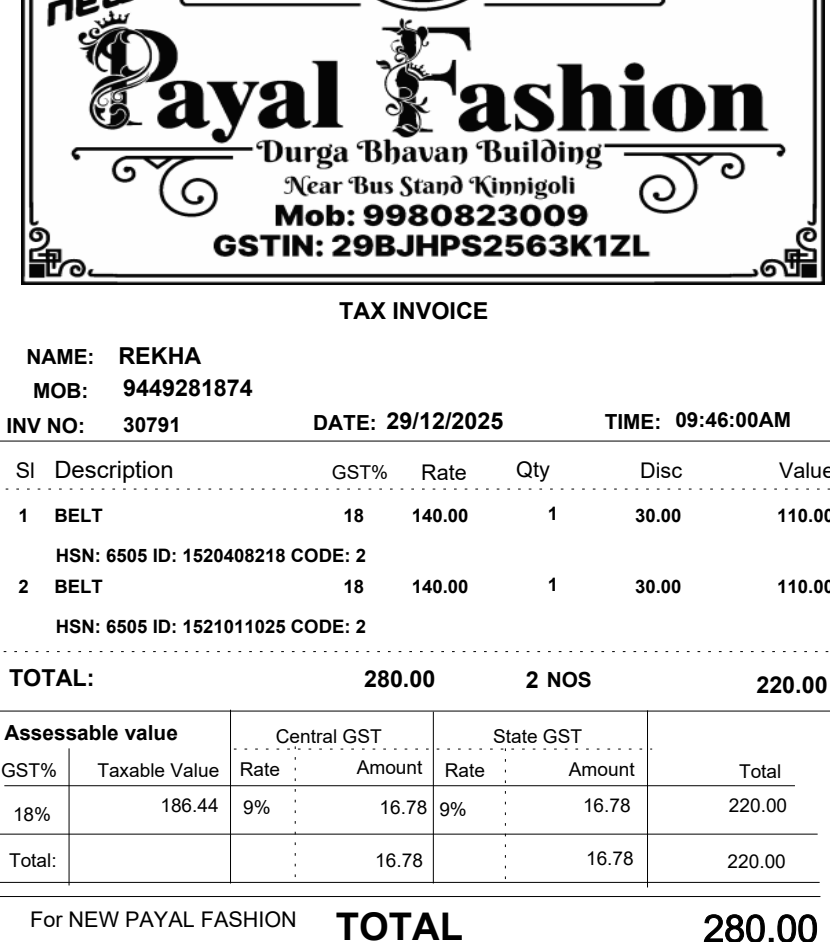 new
Payal Fashion
Durga Bhavan Building
Near Bus Stand Kinnigoli
Mob: 9980823009
GSTIN: 29BJHPS2563K1ZL
TAX INVOICE
NAME: REKHA
MOB: 9449281874
INV NO: 30791 DATE: 29/12/2025 TIME: 09:46:00AM
Sl Description GST% Rate Qty Disc Value
1 BELT 18 140.00 1 30.00 110.00
HSN: 6505 ID: 1520408218 CODE: 2
2 BELT 18 140.00 1 30.00 110.00
HSN: 6505 ID: 1521011025 CODE: 2
TOTAL: 280.00 2 NOS 220.00
Assessable value Central GST State GST
GST% Taxable Value Rate Amount Rate Amount Total
18% 186.44 9% 16.78 9% 16.78 220.00
Total: 16.78 16.78 220.00
For NEW PAYAL FASHION TOTAL 280.00